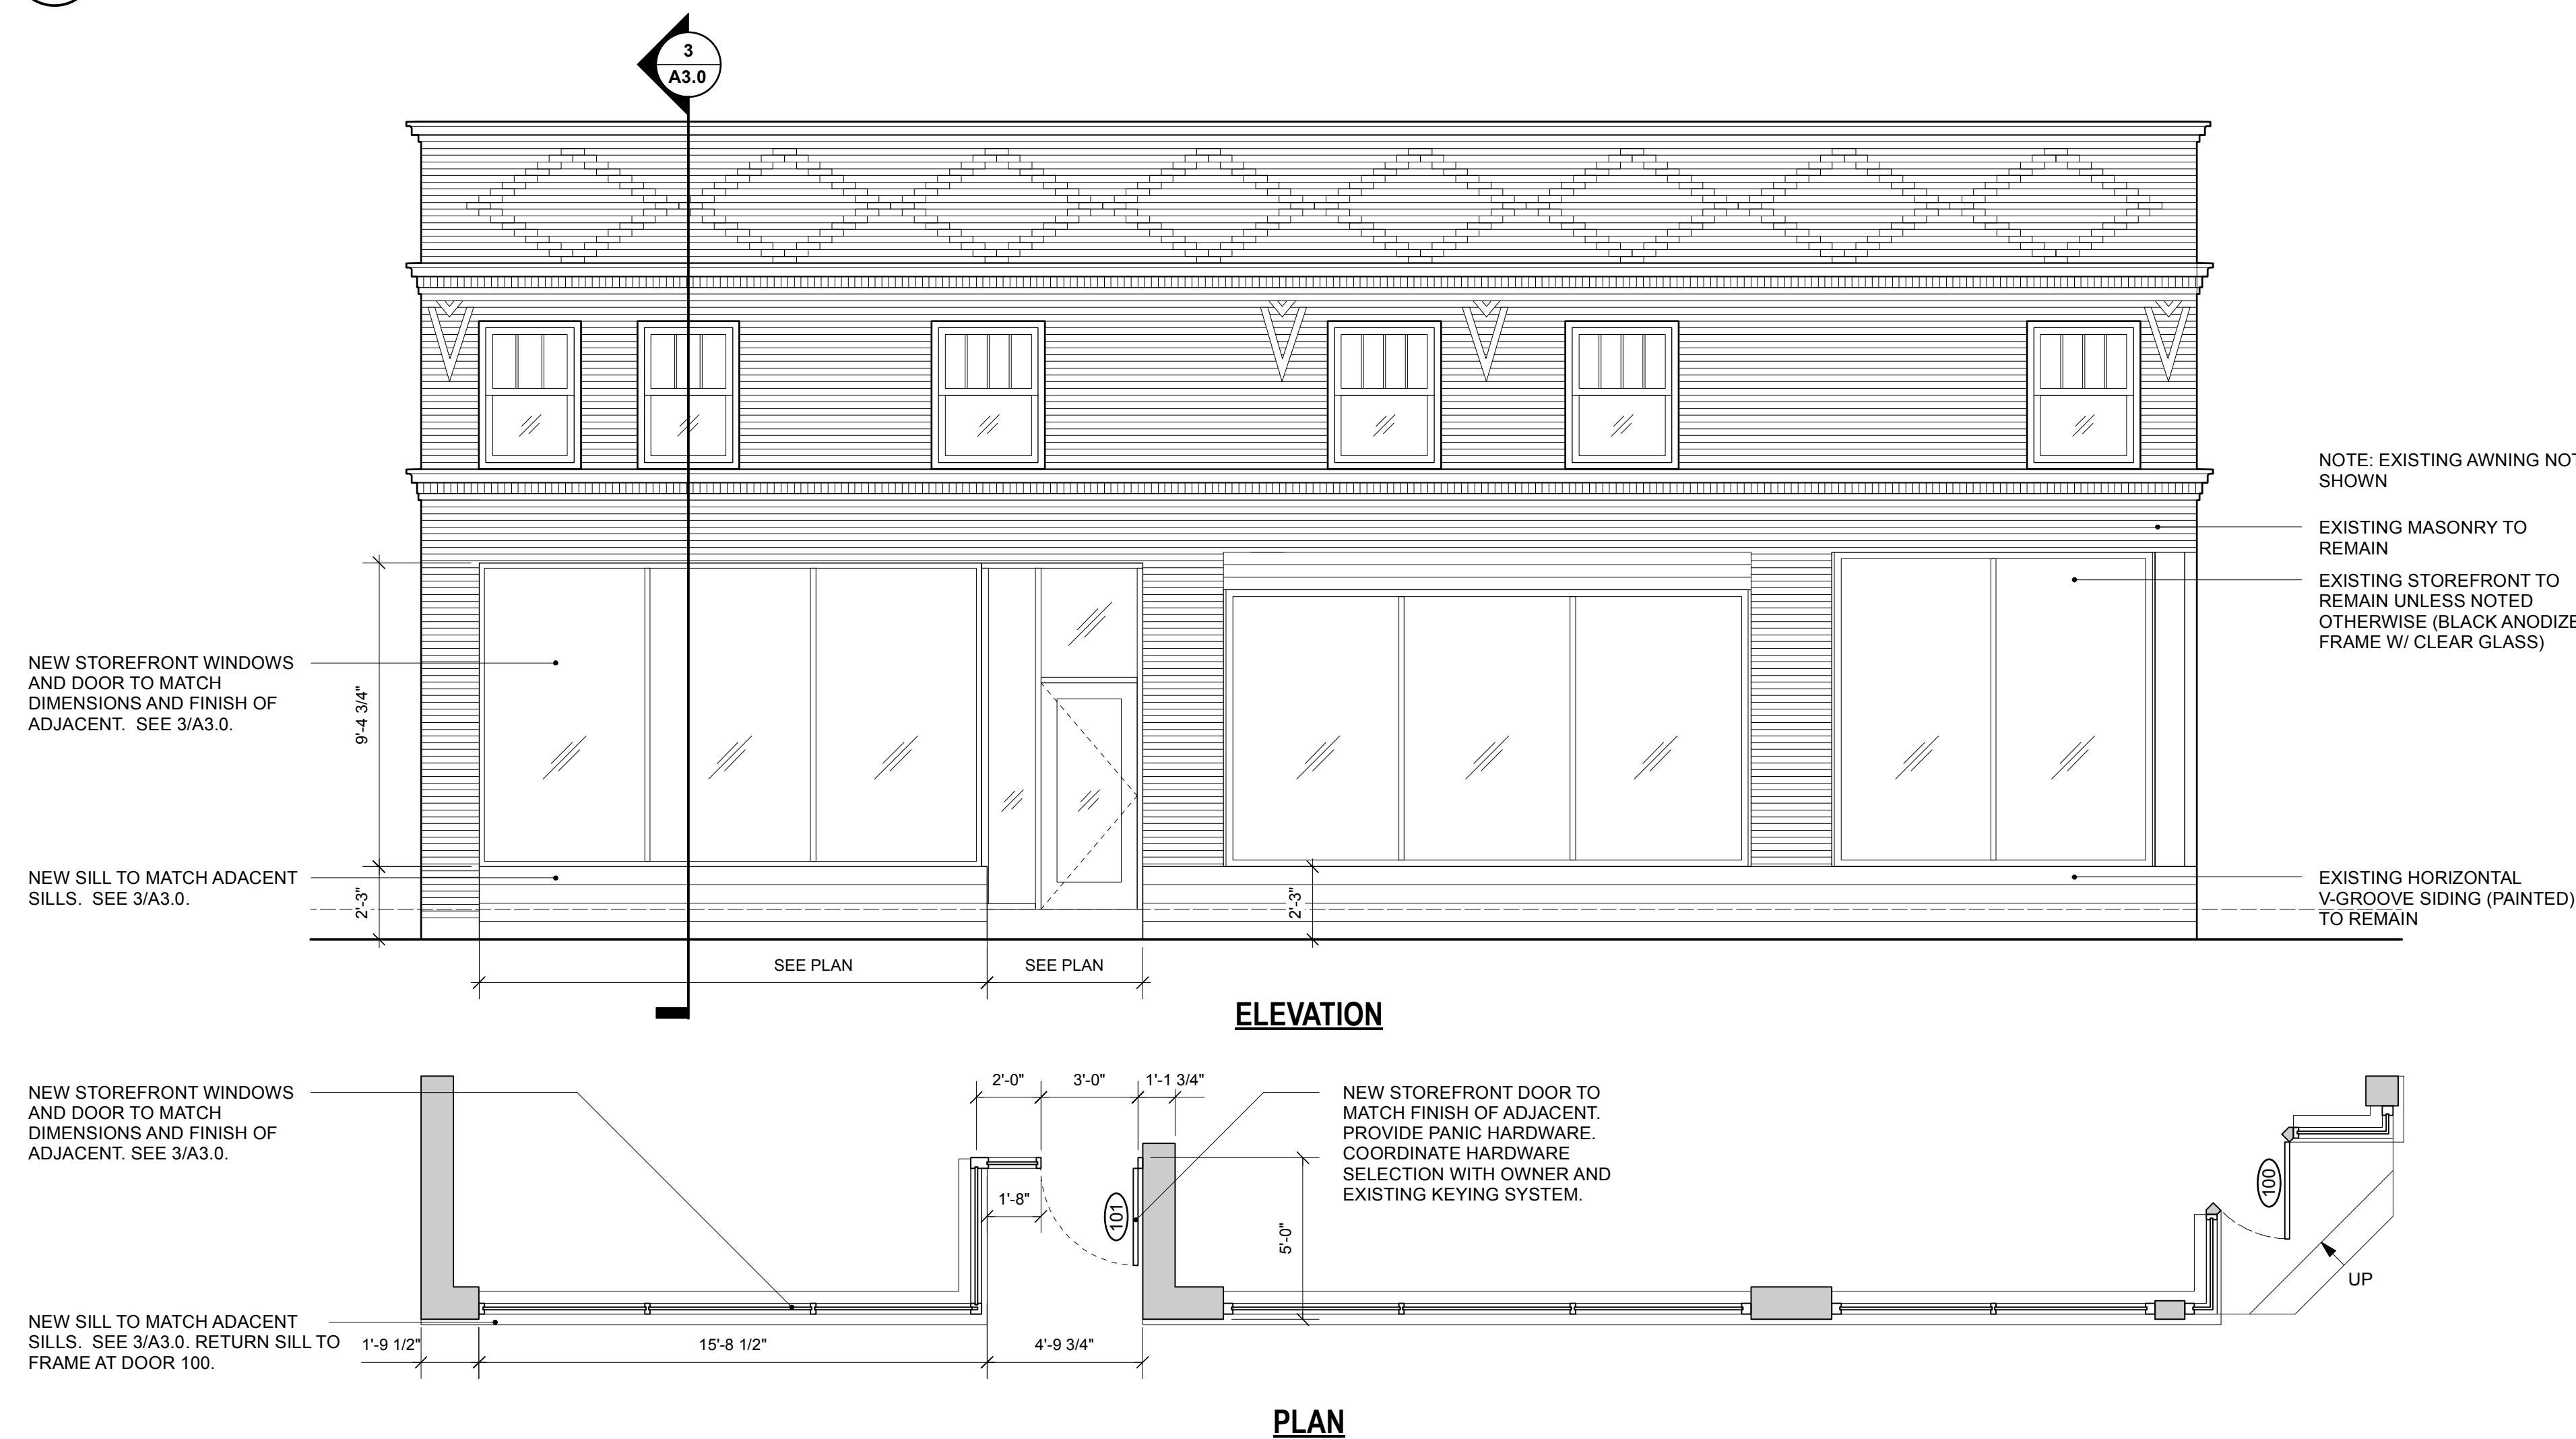 3
A3.0
NOTE: EXISTING AWNING NOT
SHOWN
EXISTING MASONRY TO
REMAIN
EXISTING STOREFRONT TO
REMAIN UNLESS NOTED
OTHERWISE (BLACK ANODIZE
FRAME W/ CLEAR GLASS)
NEW STOREFRONT WINDOWS
AND DOOR TO MATCH
DIMENSIONS AND FINISH OF
ADJACENT.  SEE 3/A3.0.
9'-4 3/4"
NEW SILL TO MATCH ADACENT
SILLS.  SEE 3/A3.0.
2'-3"
2'-3"
EXISTING HORIZONTAL
V-GROOVE SIDING (PAINTED)
TO REMAIN
SEE PLAN
SEE PLAN
ELEVATION
NEW STOREFRONT WINDOWS
AND DOOR TO MATCH
DIMENSIONS AND FINISH OF
ADJACENT. SEE 3/A3.0.
2'-0"
3'-0"
1'-1 3/4"
NEW STOREFRONT DOOR TO
MATCH FINISH OF ADJACENT.
PROVIDE PANIC HARDWARE.
COORDINATE HARDWARE
SELECTION WITH OWNER AND
EXISTING KEYING SYSTEM.
1'-8"
101
5'-0"
100
UP
NEW SILL TO MATCH ADACENT
SILLS.  SEE 3/A3.0. RETURN SILL TO
FRAME AT DOOR 100.
1'-9 1/2"
15'-8 1/2"
4'-9 3/4"
PLAN